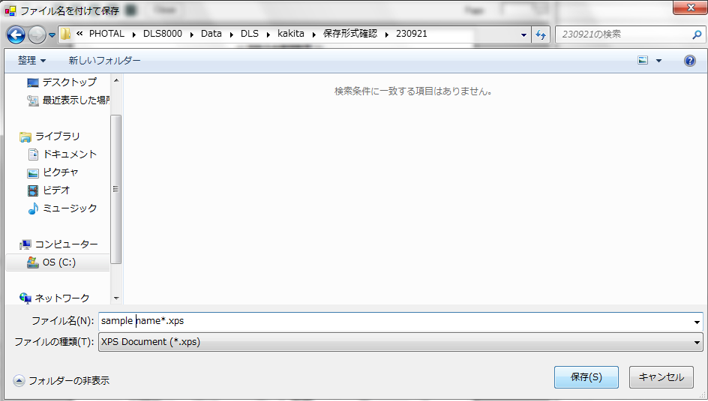 ファイル名を付けて保存
« PHOTAL ▸ DLS8000 ▸ Data ▸ DLS ▸ kakita ▸ 保存形式確認 ▸ 230921
230921の検索
整理 ▼ 新しいフォルダー
デスクトップ
最近表示した場所
検索条件に一致する項目はありません。
ライブラリ
ドキュメント
ピクチャ
ビデオ
ミュージック
コンピューター
OS (C:)
ネットワーク
ファイル名(N): sample name*.xps
ファイルの種類(T): XPS Document (*.xps)
フォルダーの非表示 保存(S) キャンセル